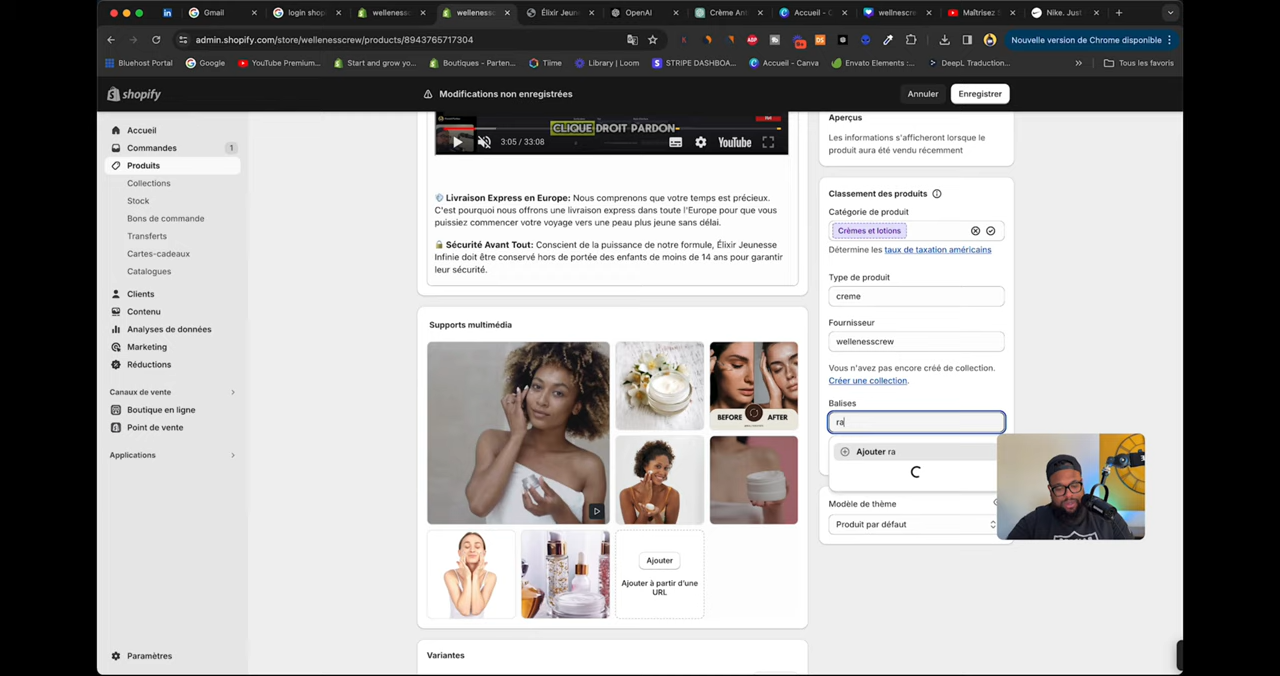 Gmail
login shopi
wellenessc
wellenessc
Élixir Jeune
OpenAI
Crème Ant
Accueil - C
wellnescre
Maîtrisez S
Nike. Just
admin.shopify.com/store/wellenesscrew/products/8943765717304
Nouvelle version de Chrome disponible
Bluehost Portal
Google
YouTube Premium...
Start and grow yo...
Boutiques - Parten...
Tiime
Library | Loom
STRIPE DASHBOA...
Accueil - Canva
Envato Elements :...
DeepL Traduction...
Tous les favoris
shopify
Modifications non enregistrées
Annuler
Enregistrer
Accueil
Commandes
1
Produits
Collections
Stock
Bons de commande
Transferts
Cartes-cadeaux
Catalogues
Clients
Contenu
Analyses de données
Marketing
Réductions
Canaux de vente
Boutique en ligne
Point de vente
Applications
Paramètres
CLIQUE DROIT PARDON
3:05 / 33:08
YouTube
Livraison Express en Europe: Nous comprenons que votre temps est précieux.
C'est pourquoi nous offrons une livraison express dans toute l'Europe pour que vous
puissiez commencer votre voyage vers une peau plus jeune sans délai.
Sécurité Avant Tout: Conscient de la puissance de notre formule, Élixir Jeunesse
Infinie doit être conservé hors de portée des enfants de moins de 14 ans pour garantir
leur sécurité.
Supports multimédia
BEFORE AFTER
Ajouter
Ajouter à partir d'une
URL
Variantes
Aperçus
Les informations s'afficheront lorsque le
produit aura été vendu récemment
Classement des produits
Catégorie de produit
Crèmes et lotions
Détermine les taux de taxation américains
Type de produit
creme
Fournisseur
wellenesscrew
Vous n'avez pas encore créé de collection.
Créer une collection.
Balises
ra
Ajouter ra
Modèle de thème
Produit par défaut